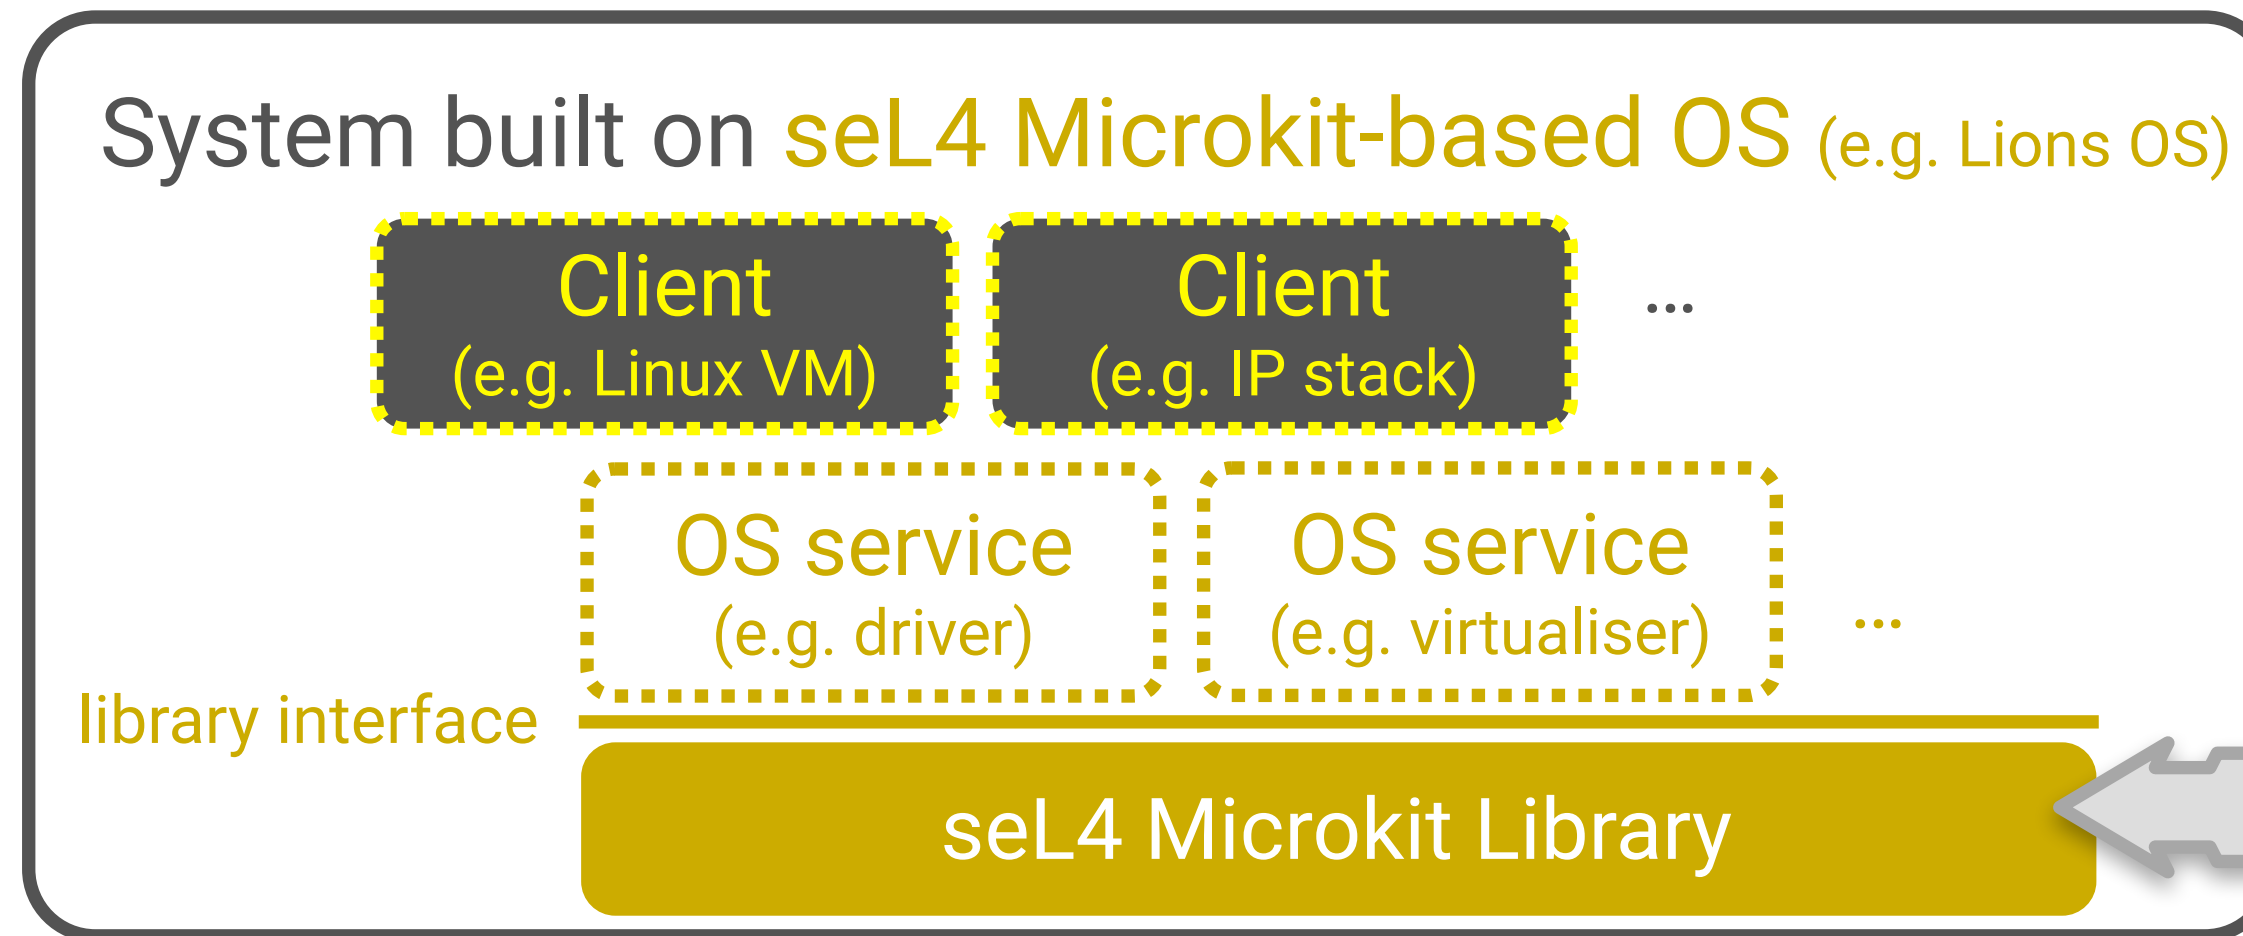 System built on seL4 Microkit-based OS (e.g. Lions OS)
Client
(e.g. Linux VM)
Client
(e.g. IP stack)
...
OS service
(e.g. driver)
OS service
(e.g. virtualiser)
...
library interface
seL4 Microkit Library